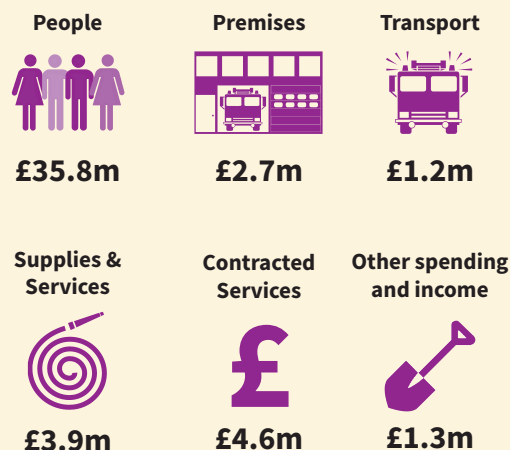 People
Premises
Transport
£35.8m
£2.7m
£1.2m
Supplies &
Services
Contracted
Services
Other spending
and income
£
£3.9m
£4.6m
£1.3m